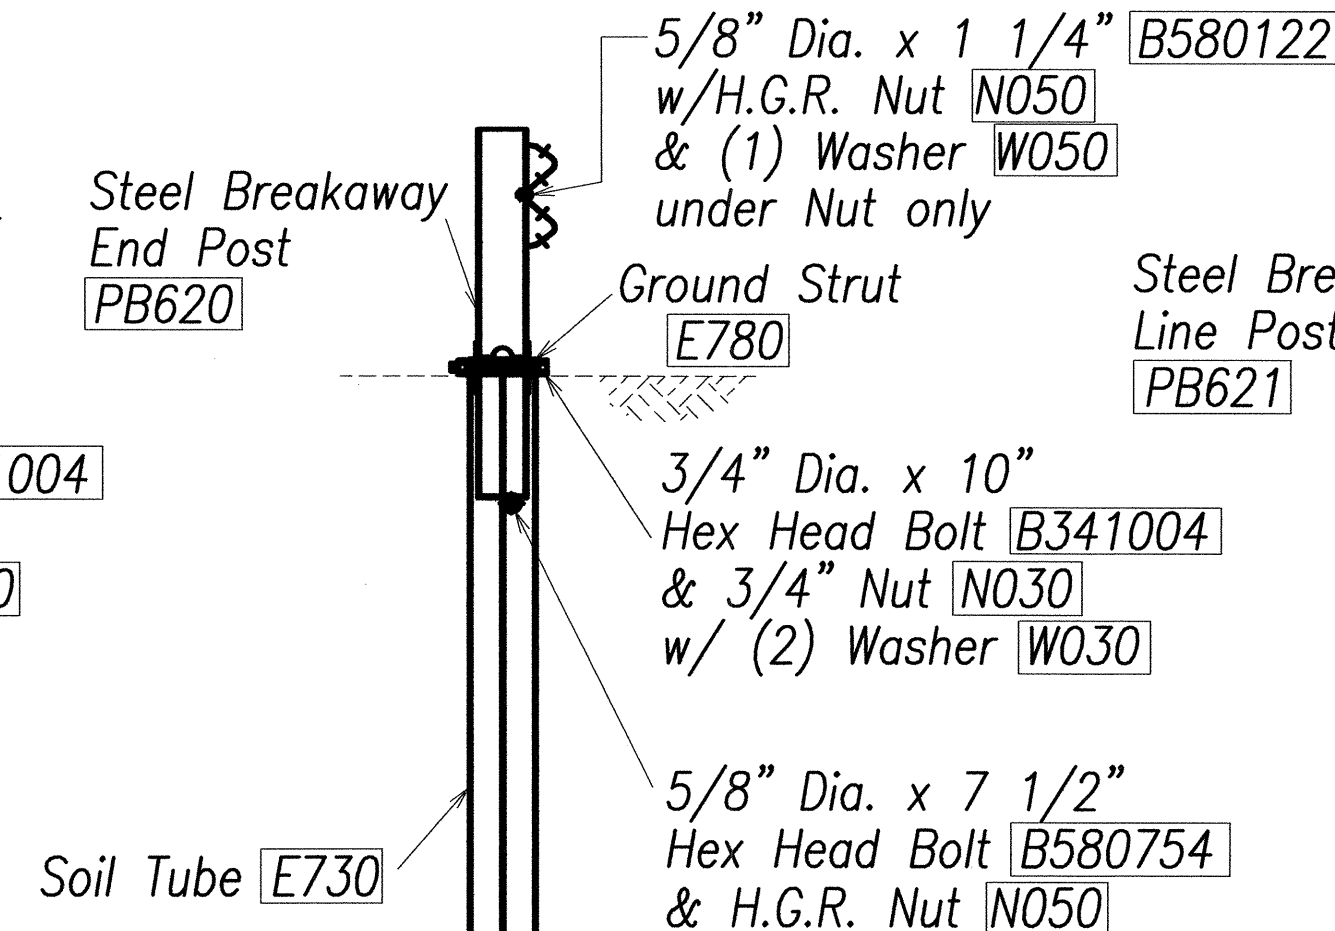 5/8” Dia. x 1 1/4” B580122
w/H.G.R. Nut N050
& (1) Washer W050
under Nut only
Steel Breakaway
End Post
PB620
Ground Strut
E780
Steel Bre
Line Post
PB621
004
3/4” Dia. x 10”
Hex Head Bolt B341004
& 3/4” Nut N030
w/ (2) Washer W030
0
5/8” Dia. x 7 1/2”
Hex Head Bolt B580754
& H.G.R. Nut N050
Soil Tube E730